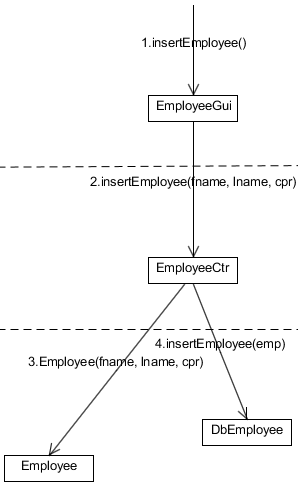 1.insertEmployee()
EmployeeGui
2.insertEmployee(fname, lname, cpr)
EmployeeCtr
4.insertEmployee(emp)
3.Employee(fname, lname, cpr)
DbEmployee
Employee